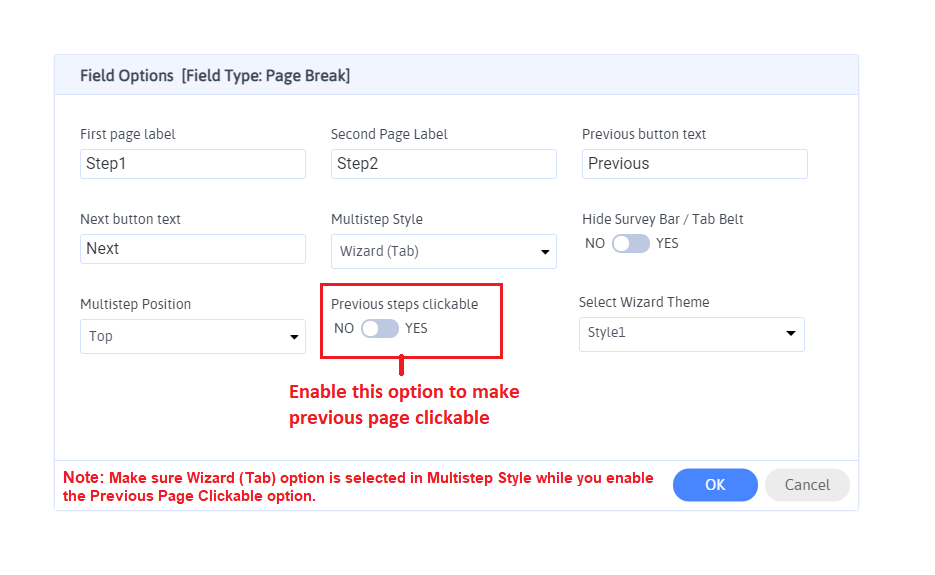 Field Options [Field Type: Page Break]
First page label
Second Page Label
Previous button text
Step1
Step2
Previous
Next button text
Multistep Style
Hide Survey Bar / Tab Belt
Next
Wizard (Tab)
NO YES
Multistep Position
Previous steps clickable
Select Wizard Theme
Top
NO YES
Style1
Enable this option to make
previous page clickable
Note: Make sure Wizard (Tab) option is selected in Multistep Style while you enable
the Previous Page Clickable option.
OK
Cancel